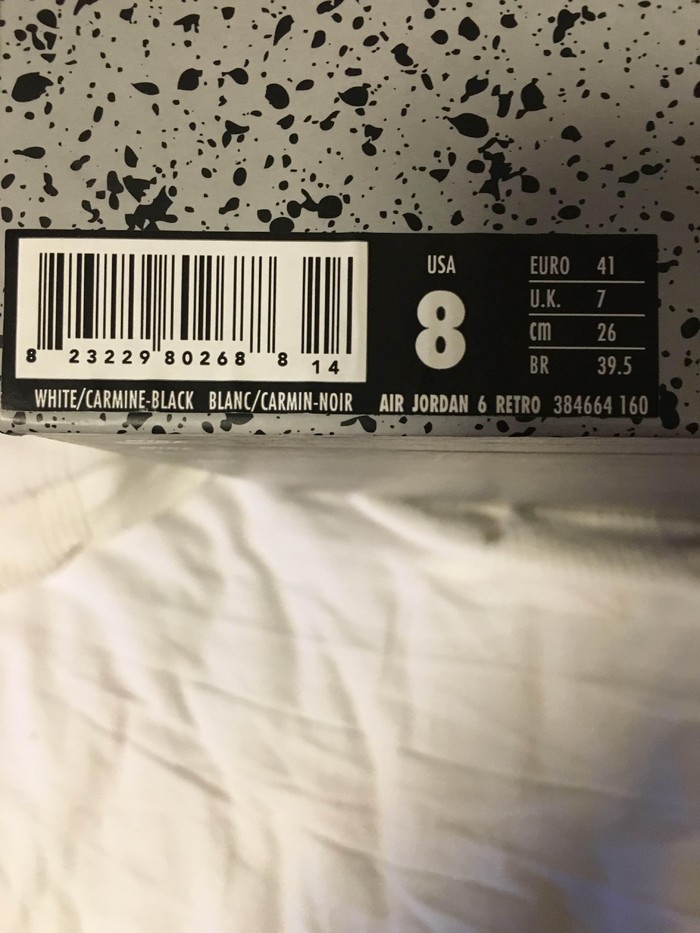 8 23229 80268 8 14
WHITE/CARMINE-BLACK BLANC/CARMIN-NOIR
USA
8
EURO 41
U.K. 7
cm 26
BR 39.5
AIR JORDAN 6 RETRO 384664 160